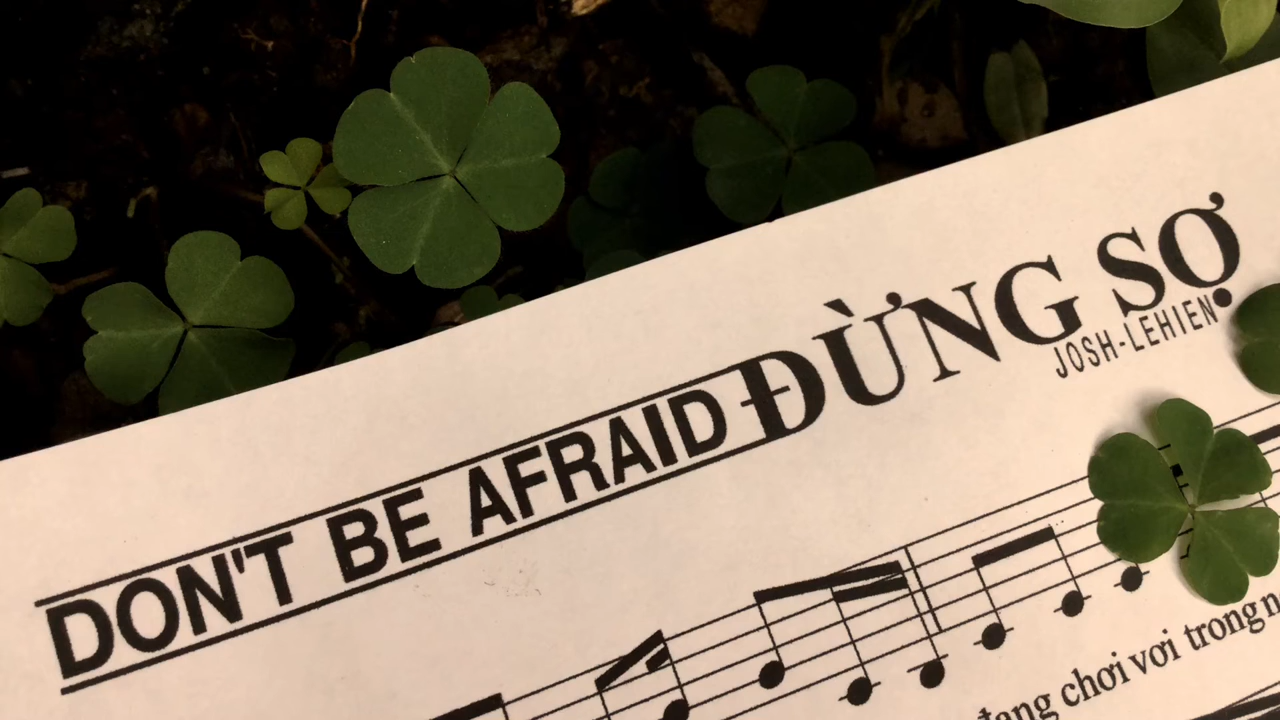 DON'T BE AFRAID ĐỪNG SỢ
JOSH-LEHIEN
đang chơi vơi trong